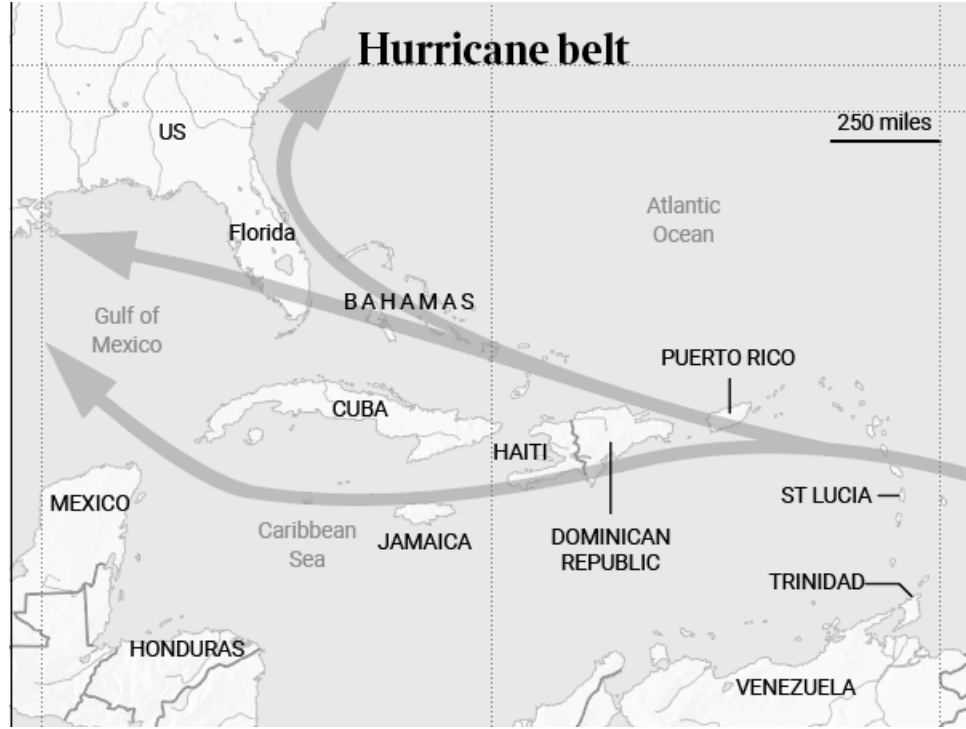 Hurricane belt
250 miles
US
Atlantic
Ocean
Florida
BAHAMAS
Gulf of
Mexico
PUERTO RICO
CUBA
HAITI
MEXICO
ST LUCIA
Caribbean
Sea
JAMAICA
DOMINICAN
REPUBLIC
TRINIDAD
HONDURAS
VENEZUELA